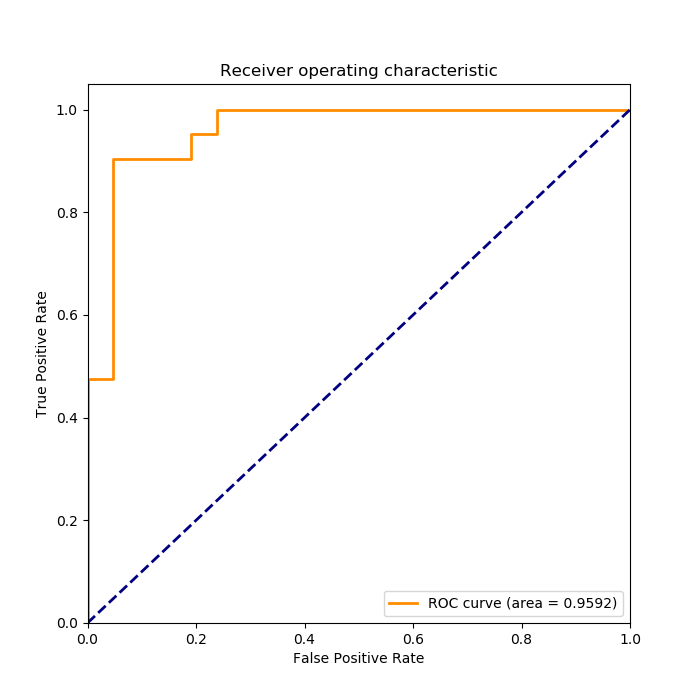 Receiver operating characteristic
1.0
0.8
0.6
0.4
0.2
0.0
True Positive Rate
ROC curve (area = 0.9592)
0.0 0.2 0.4 0.6 0.8 1.0
False Positive Rate